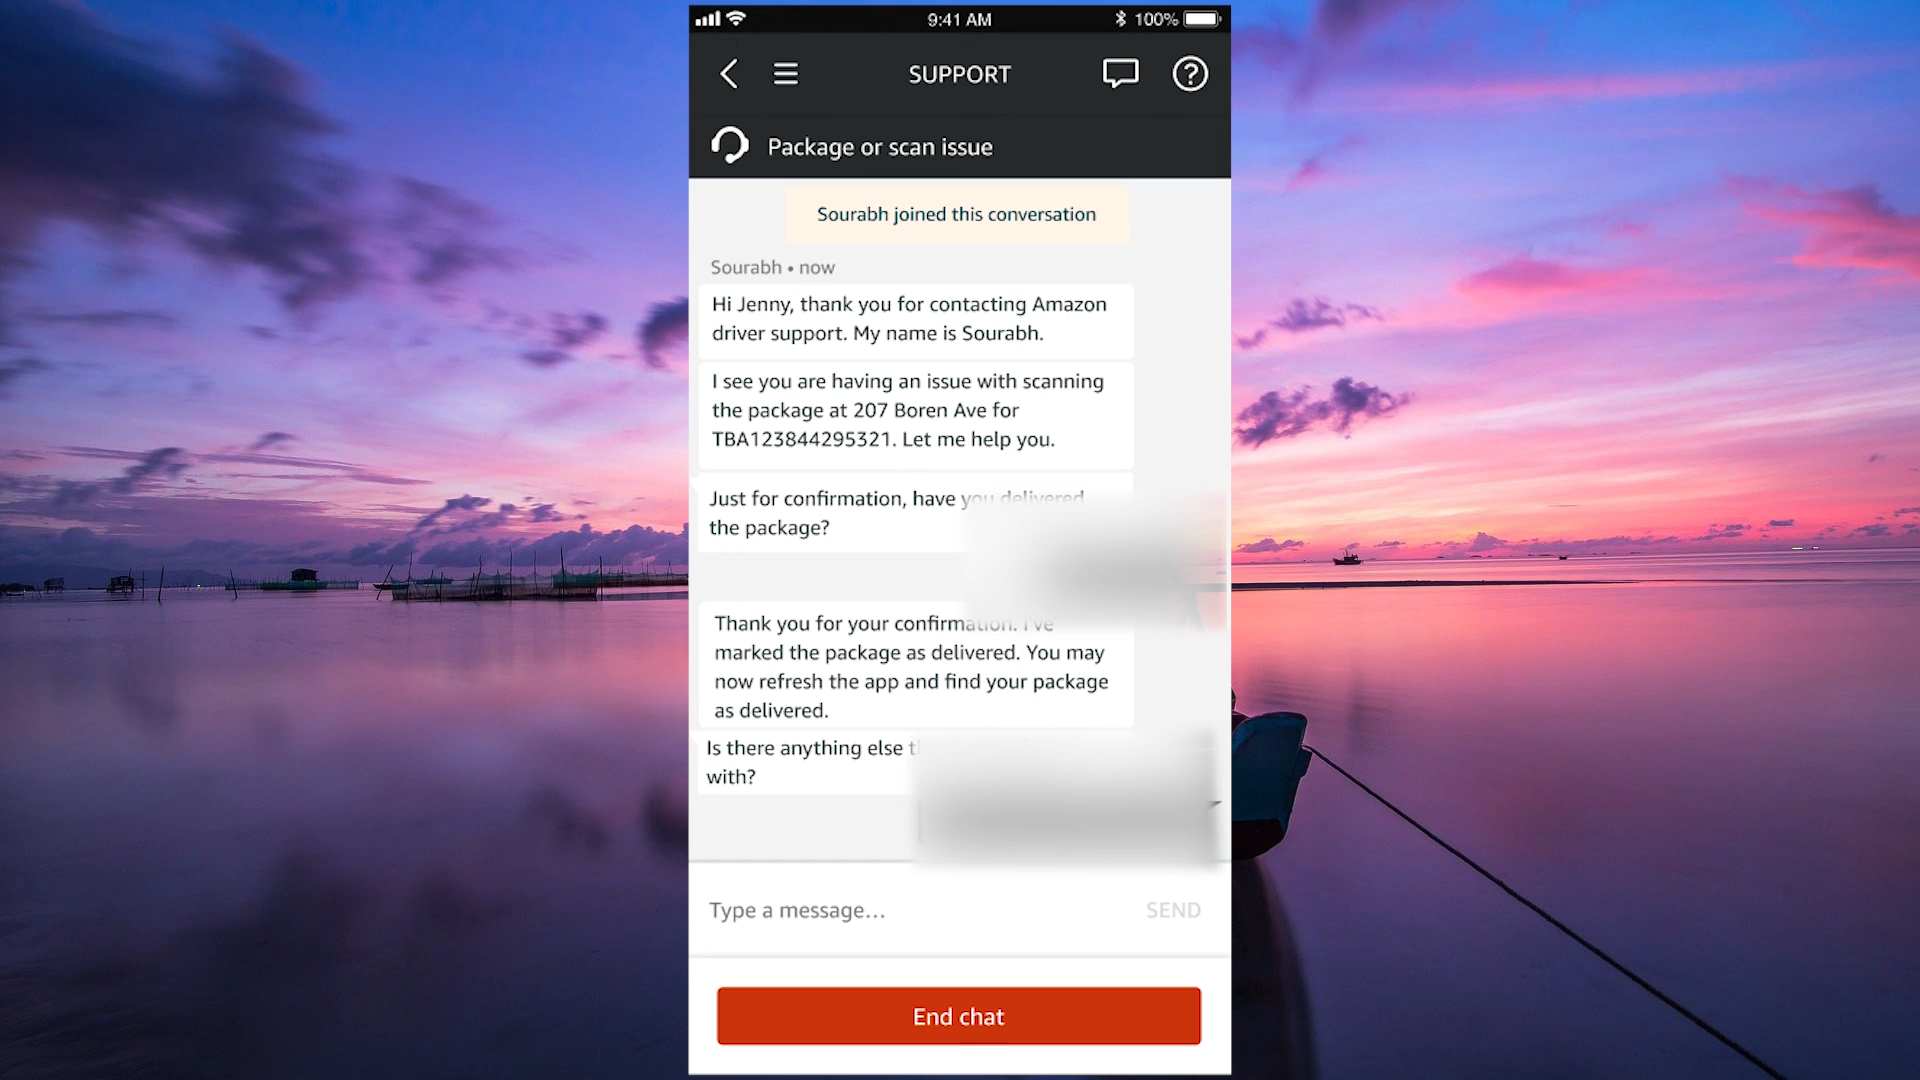 9:41 AM
100%
SUPPORT
Package or scan issue
Sourabh joined this conversation
Sourabh • now
Hi Jenny, thank you for contacting Amazon
driver support. My name is Sourabh.
I see you are having an issue with scanning
the package at 207 Boren Ave for
TBA123844295321. Let me help you.
Just for confirmation, have you delivered
the package?
Thank you for your confirmation. I've
marked the package as delivered. You may
now refresh the app and find your package
as delivered.
Is there anything else
with?
Type a message...
SEND
End chat